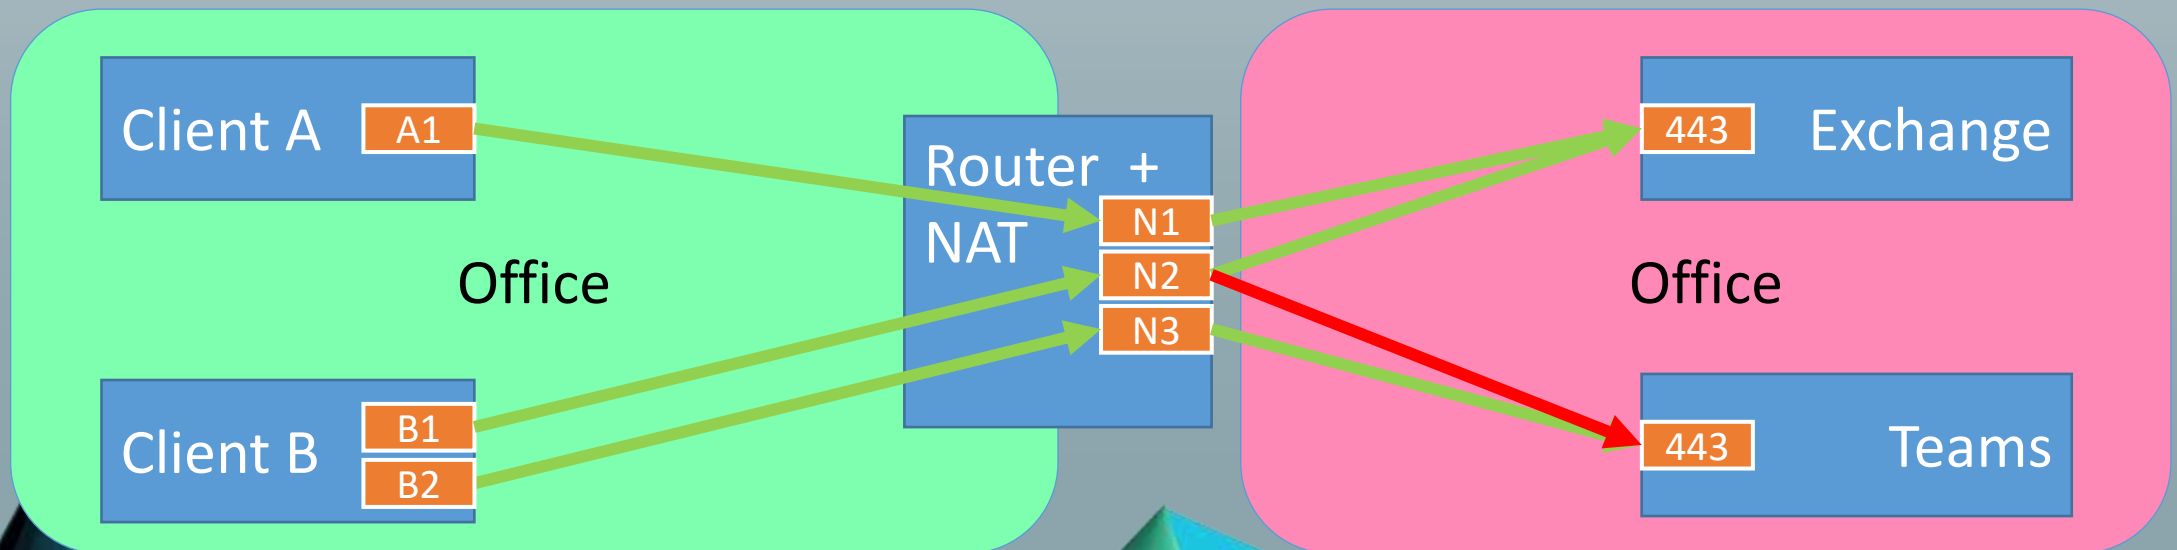 Client A
A1
Router +
NAT
N1
N2
N3
443
Exchange
Office
Office
Client B
B1
B2
443
Teams